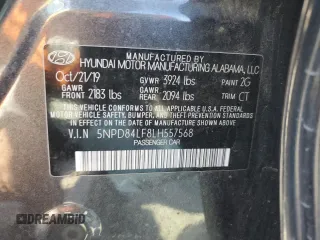 HYUNDAI MOTOR MANUFACTURING ALABAMA, LLC
Oct/21/19 GVWR 3924 lbs PAINT 2G
GAWR FRONT 2183 lbs GAWR REAR 2094 lbs TRIM CT
THIS VEHICLE CONFORMS TO ALL APPLICABLE U.S.A. FEDERAL
MOTOR VEHICLE SAFETY, BUMPER, AND THEFT PREVENTION
STANDARDS IN EFFECT ON THE DATE OF MANUFACTURE
SHOWN ABOVE.
V.I.N 5NPD84LF8LH557568
PASSENGER CAR
DREAMBID